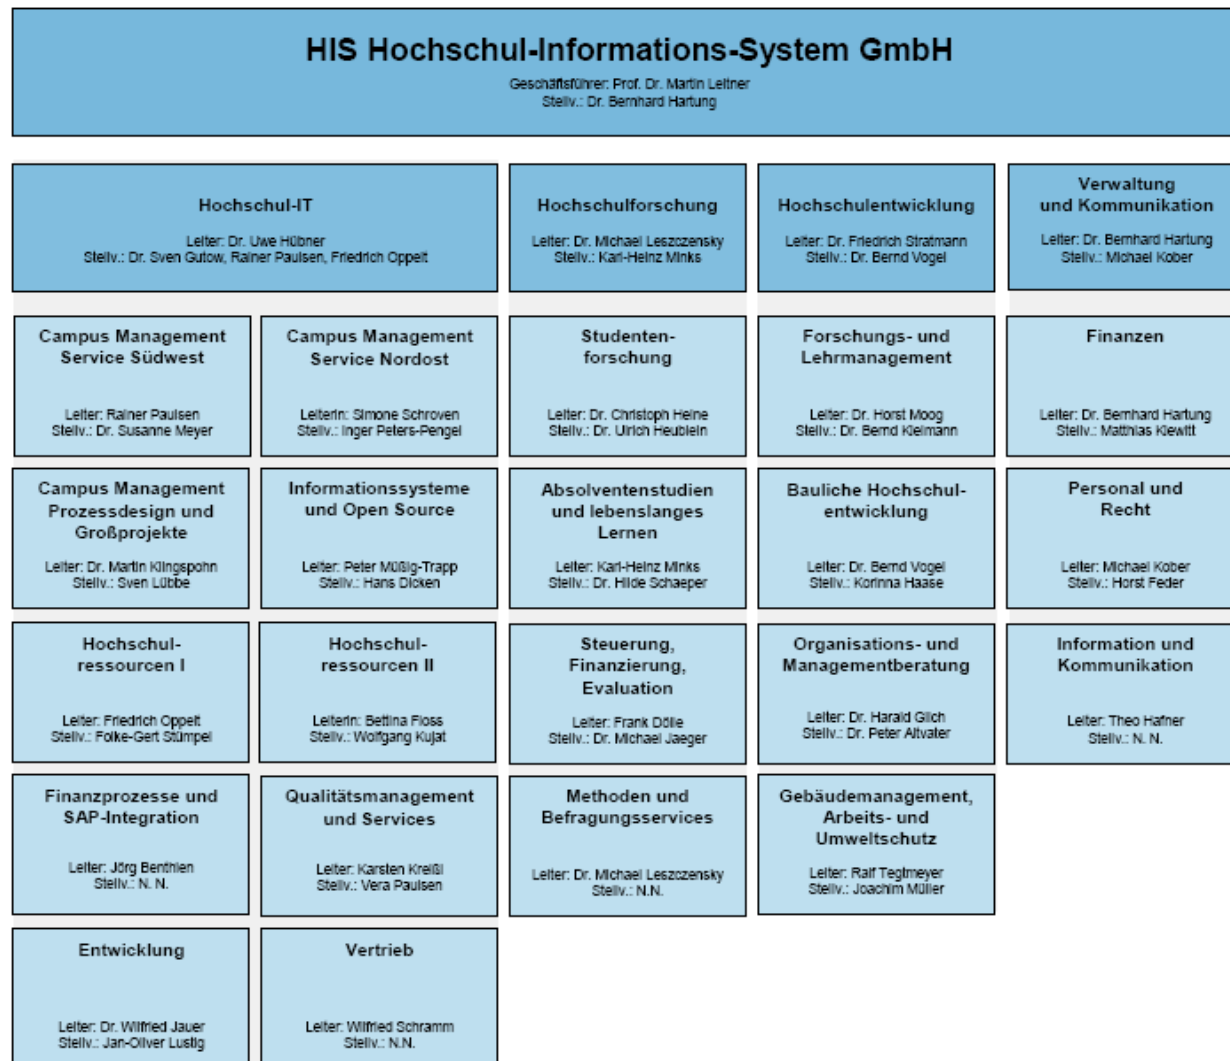 HIS Hochschul-Informations-System GmbH
Geschäftsführer: Prof. Dr. Martin Leitner
Stellv.: Dr. Bernhard Hartung
Hochschul-IT
Leiter: Dr. Uwe Hübner
Stellv.: Dr. Sven Gutow, Rainer Paulsen, Friedrich Oppelt
Hochschulforschung
Leiter: Dr. Michael Leszczensky
Stellv.: Karl-Heinz Minks
Hochschulentwicklung
Leiter: Dr. Friedrich Stratmann
Stellv.: Dr. Bernd Vogel
Verwaltung
und Kommunikation
Leiter: Dr. Bernhard Hartung
Stellv.: Michael Kober
Campus Management
Service Südwest
Leiter: Rainer Paulsen
Stellv.: Dr. Susanne Meyer
Campus Management
Service Nordost
Leiterin: Simone Schroven
Stellv.: Inger Peters-Pengel
Studenten-
forschung
Leiter: Dr. Christoph Heine
Stellv.: Dr. Ulrich Heublein
Forschungs- und
Lehrmanagement
Leiter: Dr. Horst Moog
Stellv.: Dr. Bernd Kleimann
Finanzen
Leiter: Dr. Bernhard Hartung
Stellv.: Matthias Klewitt
Campus Management
Prozessdesign und
Großprojekte
Leiter: Dr. Martin Klingspohn
Stellv.: Sven Lübbe
Informationssysteme
und Open Source
Leiter: Peter Müßig-Trapp
Stellv.: Hans Dicken
Absolventenstudien
und lebenslanges
Lernen
Leiter: Karl-Heinz Minks
Stellv.: Dr. Hilde Schaeper
Bauliche Hochschul-
entwicklung
Leiter: Dr. Bernd Vogel
Stellv.: Korinna Haase
Personal und
Recht
Leiter: Michael Kober
Stellv.: Horst Feder
Hochschul-
ressourcen I
Leiter: Friedrich Oppelt
Stellv.: Folke-Gert Stümpel
Hochschul-
ressourcen II
Leiterin: Bettina Floss
Stellv.: Wolfgang Kujat
Steuerung,
Finanzierung,
Evaluation
Leiter: Frank Dölle
Stellv.: Dr. Michael Jaeger
Organisations- und
Managementberatung
Leiter: Dr. Harald Gilch
Stellv.: Dr. Peter Altvater
Information und
Kommunikation
Leiter: Theo Hafner
Stellv.: N. N.
Finanzprozesse und
SAP-Integration
Leiter: Jörg Benthien
Stellv.: N. N.
Qualitätsmanagement
und Services
Leiter: Karsten Kreißl
Stellv.: Vera Paulsen
Methoden und
Befragungsservices
Leiter: Dr. Michael Leszczensky
Stellv.: N.N.
Gebäudemanagement,
Arbeits- und
Umweltschutz
Leiter: Ralf Tegtmeyer
Stellv.: Joachim Müller
Entwicklung
Leiter: Dr. Wilfried Jauer
Stellv.: Jan-Oliver Lustig
Vertrieb
Leiter: Wilfried Schramm
Stellv.: N.N.